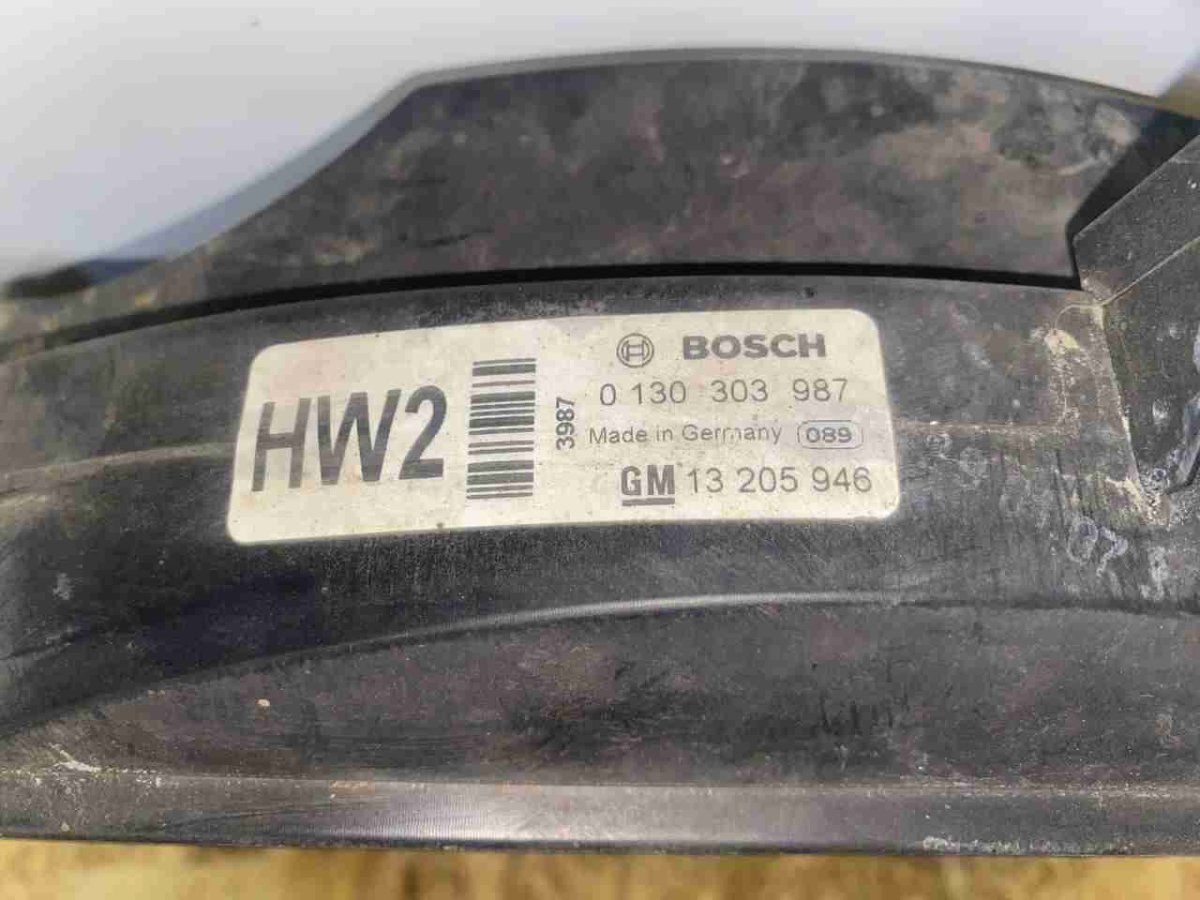 HW2
3987
BOSCH
0 130 303 987
Made in Germany 089
GM 13 205 946